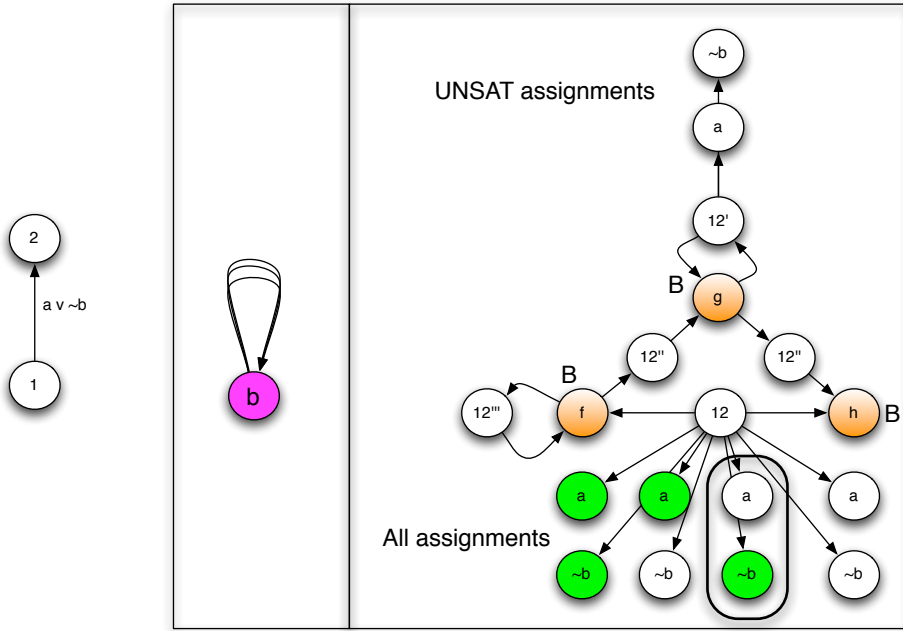 ~b
UNSAT assignments
a
12'
2
B
g
a v ~b
12''
12''
B
1
b
12'''
f
12
h
B
a
a
a
a
All assignments
~b
~b
~b
~b